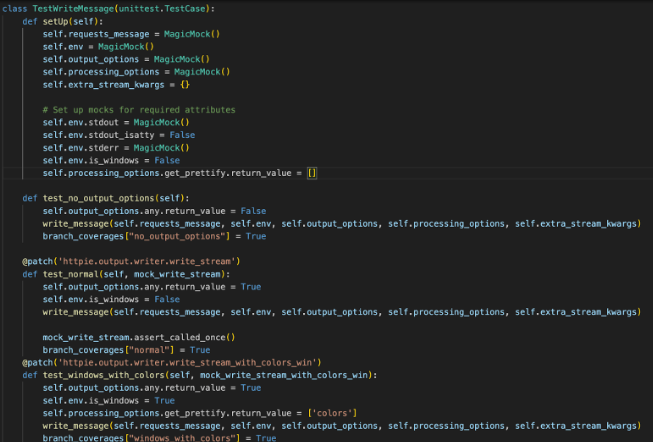 class TestWriteMessage(unittest.TestCase):
    def setUp(self):
        self.requests_message = MagicMock()
        self.env = MagicMock()
        self.output_options = MagicMock()
        self.processing_options = MagicMock()
        self.extra_stream_kwargs = {}

        # Set up mocks for required attributes
        self.env.stdout = MagicMock()
        self.env.stdout_isatty = False
        self.env.stderr = MagicMock()
        self.env.is_windows = False
        self.processing_options.get_prettify.return_value = []

    def test_no_output_options(self):
        self.output_options.any.return_value = False
        write_message(self.requests_message, self.env, self.output_options, self.processing_options, self.extra_stream_kwargs)
        branch_coverages["no_output_options"] = True

    @patch('httpie.output.writer.write_stream')
    def test_normal(self, mock_write_stream):
        self.output_options.any.return_value = True
        self.env.is_windows = False
        write_message(self.requests_message, self.env, self.output_options, self.processing_options, self.extra_stream_kwargs)

        mock_write_stream.assert_called_once()
        branch_coverages["normal"] = True
    @patch('httpie.output.writer.write_stream_with_colors_win')
    def test_windows_with_colors(self, mock_write_stream_with_colors_win):
        self.output_options.any.return_value = True
        self.env.is_windows = True
        self.processing_options.get_prettify.return_value = ['colors']
        write_message(self.requests_message, self.env, self.output_options, self.processing_options, self.extra_stream_kwargs)
        branch_coverages["windows_with_colors"] = True